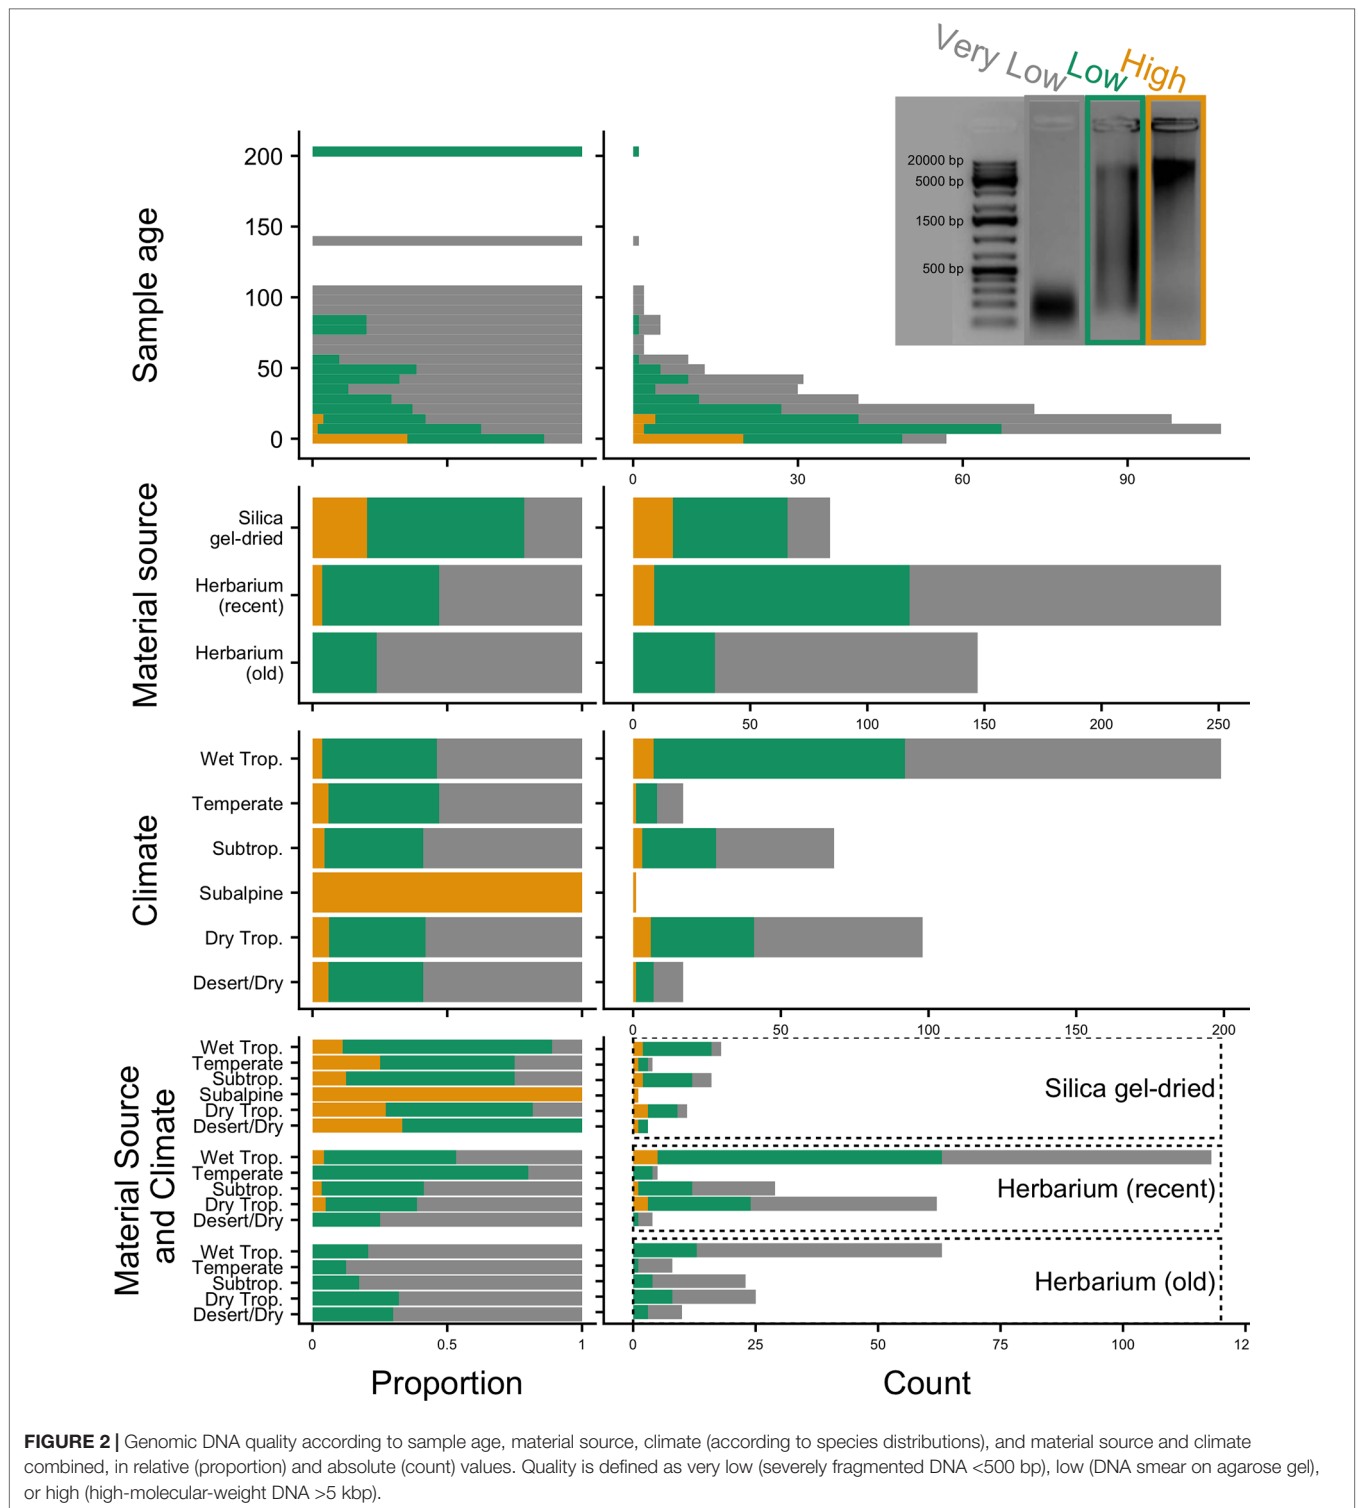 Very Low
Low
High
20000 bp
5000 bp
1500 bp
500 bp
Sample age
200
150
100
50
0
0 30 60 90
Material source
Silica
gel-dried
Herbarium
(recent)
Herbarium
(old)
0 50 100 150 200 250
Climate
Wet Trop.
Temperate
Subtrop.
Subalpine
Dry Trop.
Desert/Dry
0 50 100 150 200
Material Source
and Climate
Wet Trop.
Temperate
Subtrop.
Subalpine
Dry Trop.
Desert/Dry
Silica gel-dried
Wet Trop.
Temperate
Subtrop.
Dry Trop.
Desert/Dry
Herbarium (recent)
Wet Trop.
Temperate
Subtrop.
Dry Trop.
Desert/Dry
Herbarium (old)
0 0.5 1
0 25 50 75 100 12
Proportion
Count
FIGURE 2 | Genomic DNA quality according to sample age, material source, climate (according to species distributions), and material source and climate
combined, in relative (proportion) and absolute (count) values. Quality is defined as very low (severely fragmented DNA <500 bp), low (DNA smear on agarose gel),
or high (high-molecular-weight DNA >5 kbp).